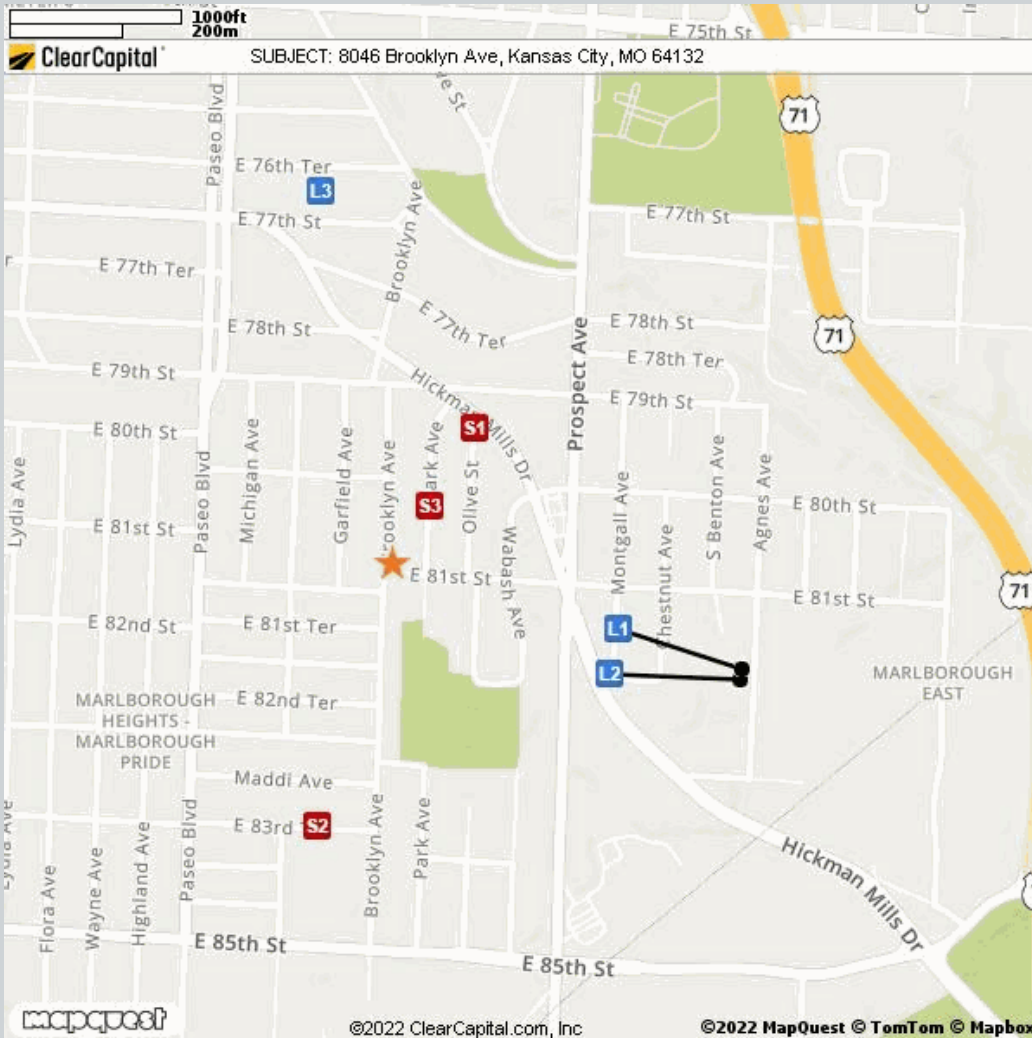 1000ft
200m
E 75th St
ClearCapital
SUBJECT: 8046 Brooklyn Ave, Kansas City, MO 64132
71
Paseo Blvd
E 76th Ter
L3
Brooklyn Ave
E 77th St
E 77th St
E 77th Ter
E 77th Ter
E 78th St
E 78th St
71
E 78th Ter
Prospect Ave
E 79th St
Hickman Mills Dr
E 79th St
S1
E 80th St
Michigan Ave
Garfield Ave
Brooklyn Ave
Park Ave
Olive St
S3
Lydia Ave
Paseo Blvd
Montgall Ave
S Benton Ave
Agnes Ave
E 80th St
E 81st St
Wabash Ave
Chestnut Ave
E 81st St
E 81st St
71
E 82nd St
E 81st Ter
L1
L2
MARLBOROUGH
EAST
MARLBOROUGH
HEIGHTS -
MARLBOROUGH
PRIDE
E 82nd Ter
Maddi Ave
E 83rd
S2
Lydia Ave
Flora Ave
Wayne Ave
Highland Ave
Paseo Blvd
Brooklyn Ave
Park Ave
Hickman Mills Dr
E 85th St
E 85th St
mapquest
©2022 ClearCapital.com, Inc
©2022 MapQuest © TomTom © Mapbox